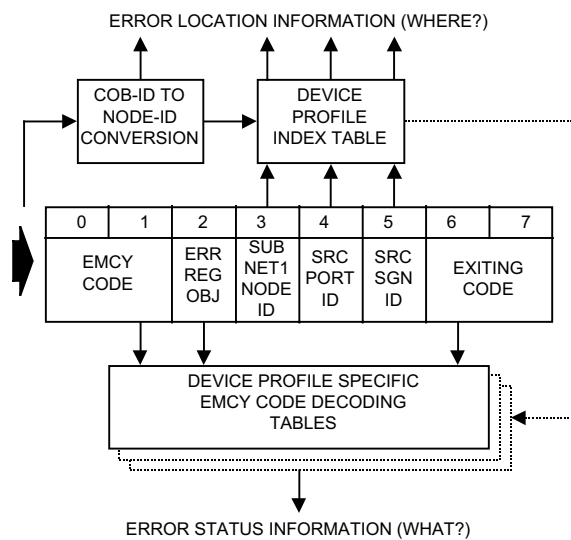 ERROR LOCATION INFORMATION (WHERE?)
COB-ID TO
NODE-ID
CONVERSION
DEVICE
PROFILE
INDEX TABLE
0 1 2 3 4 5 6 7
EMCY
CODE
ERR
REG
OBJ
SUB
NET1
NODE
ID
SRC
PORT
ID
SRC
SGN
ID
EXITING
CODE
DEVICE PROFILE SPECIFIC
EMCY CODE DECODING
TABLES
ERROR STATUS INFORMATION (WHAT?)